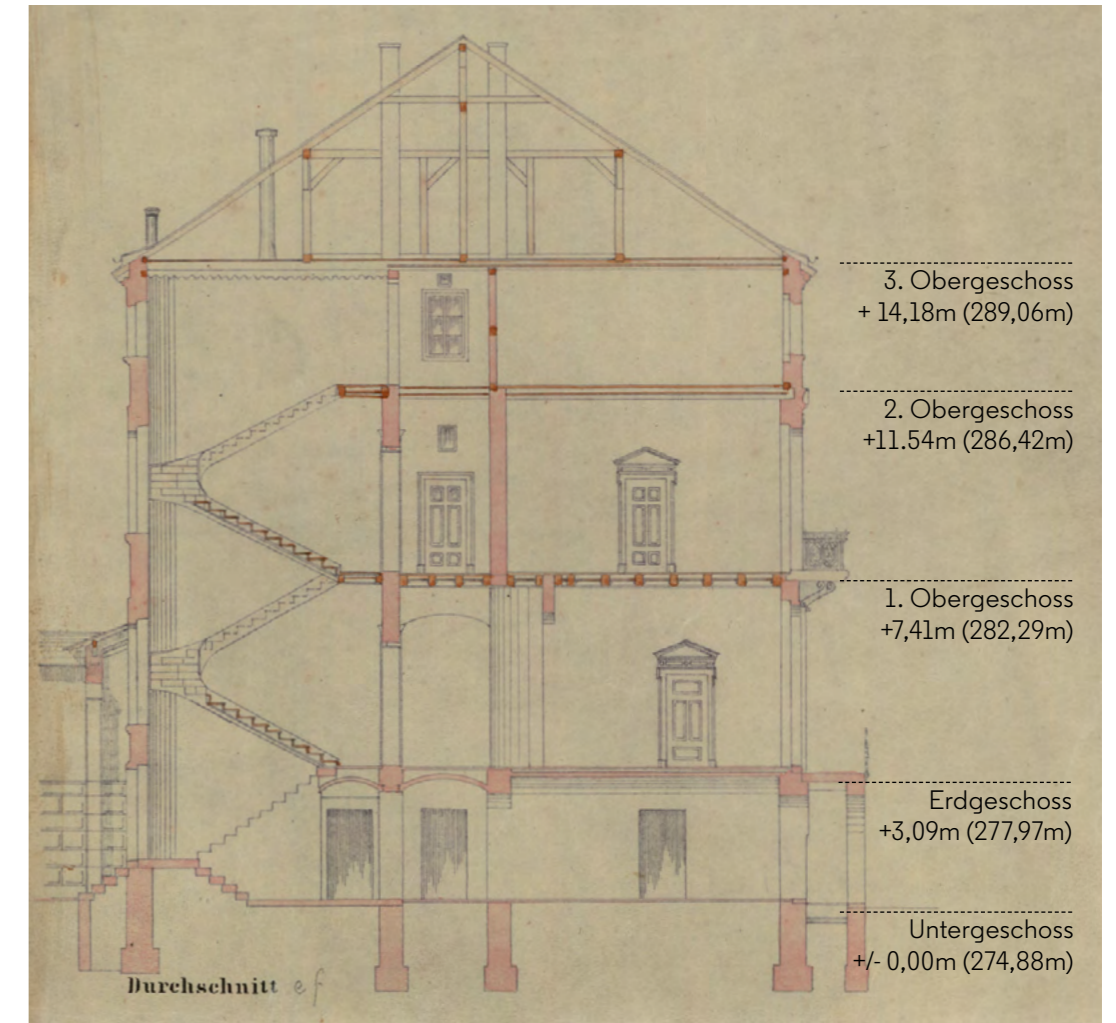 3. Obergeschoss
+ 14,18m (289,06m)
2. Obergeschoss
+11.54m (286,42m)
1. Obergeschoss
+7,41m (282,29m)
Erdgeschoss
+3,09m (277,97m)
Untergeschoss
+/- 0,00m (274,88m)
Durchschnitt e f